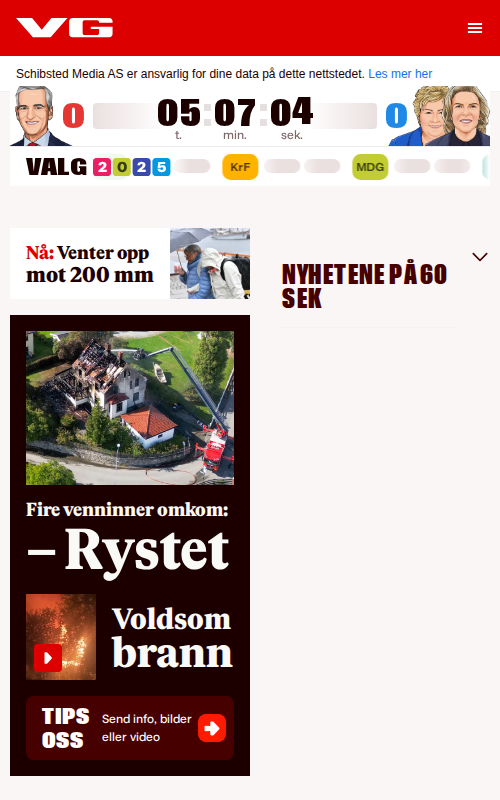 VG
Schibsted Media AS er ansvarlig for dine data på dette nettstedet. Les mer her
0 05:07:04 0
t. min. sek.
VALG 2025 KrF MDG
Nå: Venter opp
mot 200 mm
NYHETENE PÅ 60
SEK
Fire venninner omkom:
– Rystet
Voldsom
brann
TIPS
OSS
Send info, bilder
eller video